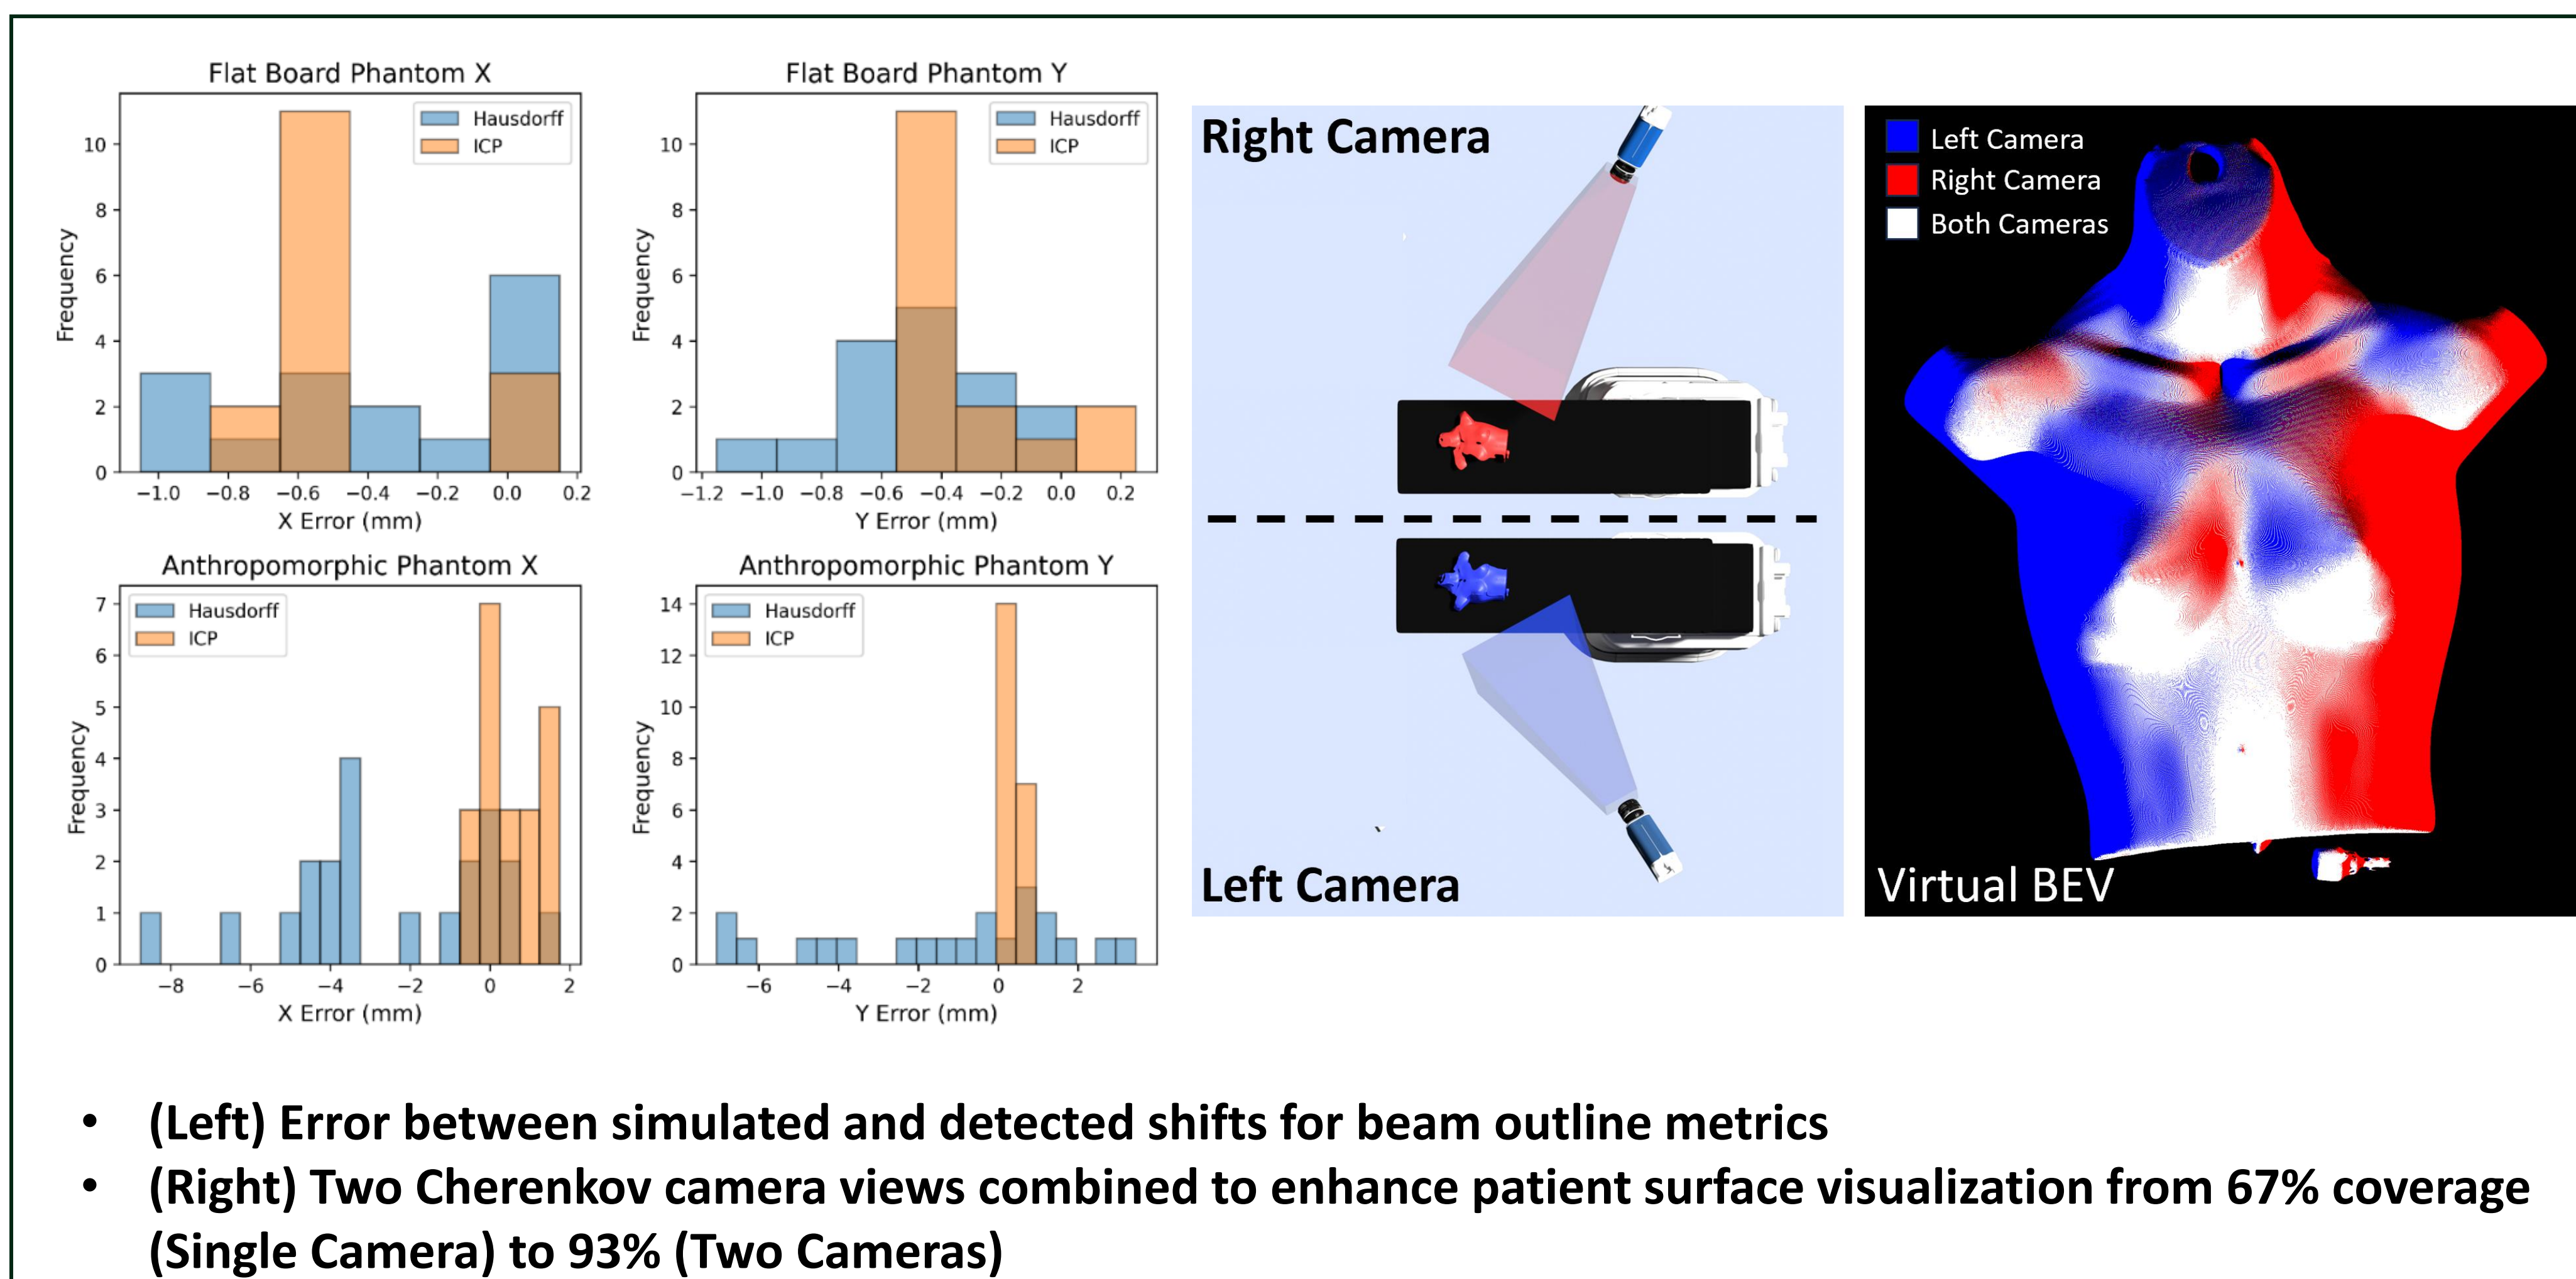 Flat Board Phantom X
Hausdorff
ICP
Frequency
10
8
6
4
2
0
−1.0 −0.8 −0.6 −0.4 −0.2 0.0 0.2
X Error (mm)
Flat Board Phantom Y
Hausdorff
ICP
Frequency
10
8
6
4
2
0
−1.2 −1.0 −0.8 −0.6 −0.4 −0.2 0.0 0.2
Y Error (mm)
Anthropomorphic Phantom X
Hausdorff
ICP
Frequency
7
6
5
4
3
2
1
0
−8 −6 −4 −2 0 2
X Error (mm)
Anthropomorphic Phantom Y
Hausdorff
ICP
Frequency
14
12
10
8
6
4
2
0
−6 −4 −2 0 2
Y Error (mm)
Right Camera
Left Camera
Left Camera
Right Camera
Both Cameras
Virtual BEV
• (Left) Error between simulated and detected shifts for beam outline metrics
• (Right) Two Cherenkov camera views combined to enhance patient surface visualization from 67% coverage
(Single Camera) to 93% (Two Cameras)